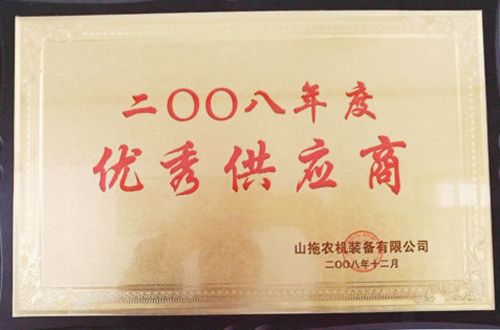 二〇〇八年度
优秀供应商
山拖农机装备有限公司
二〇〇八年十二月